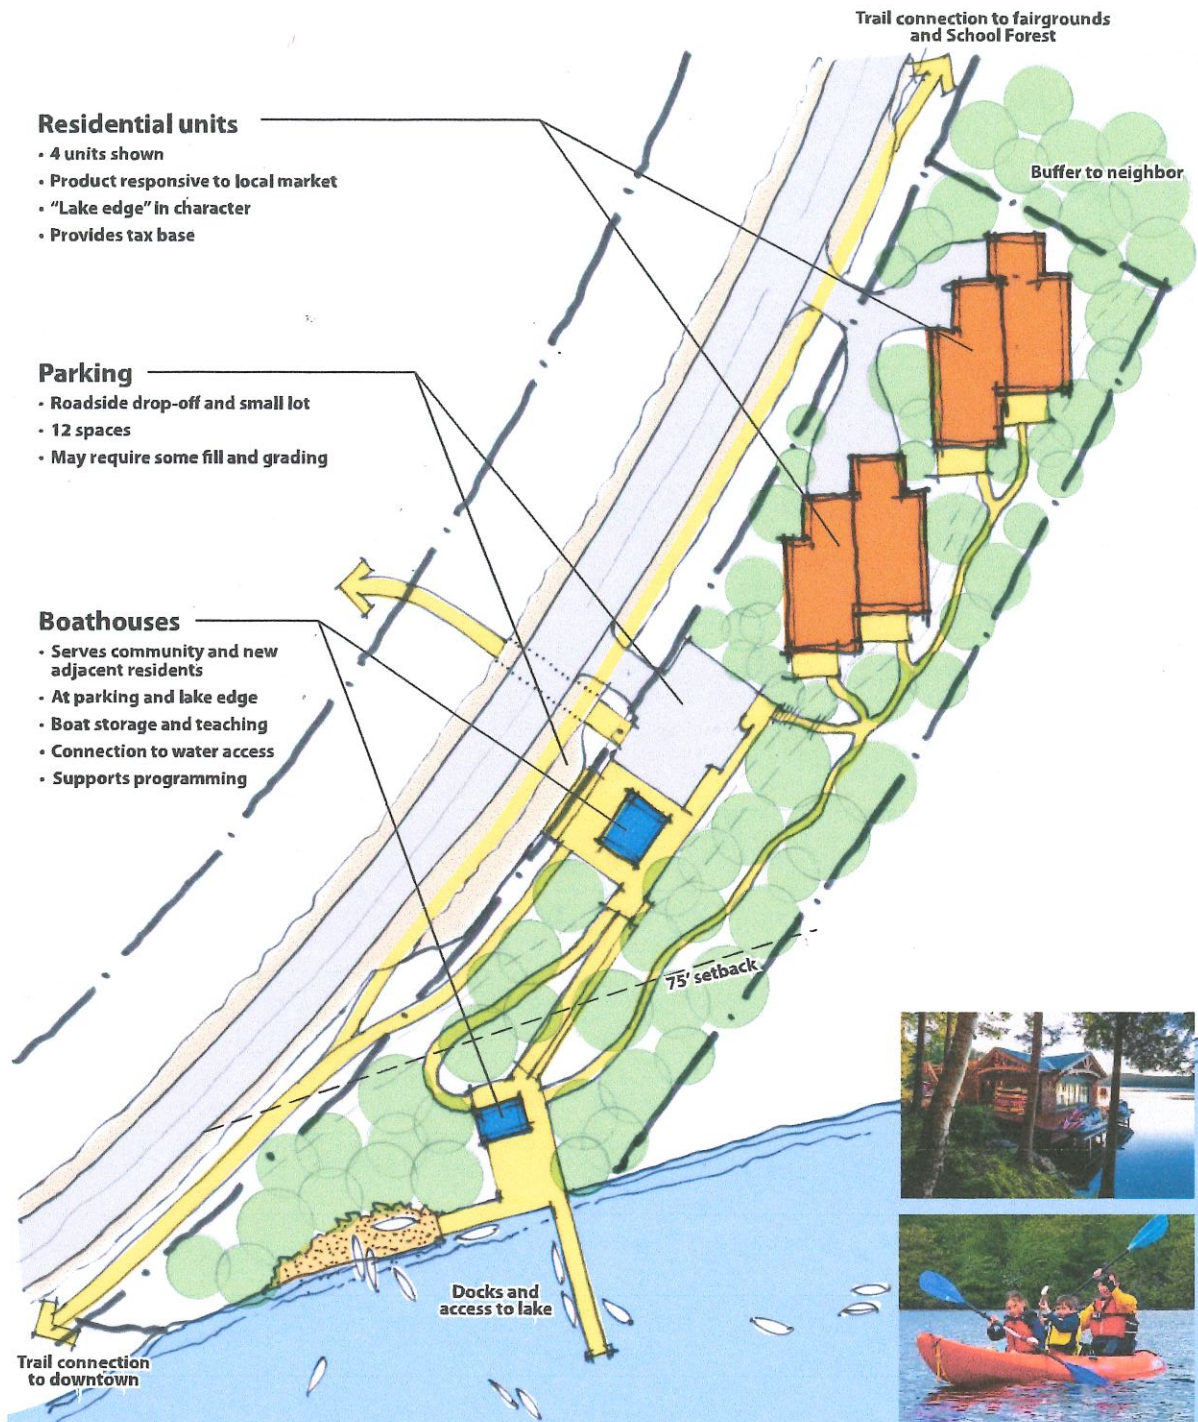 Trail connection to fairgrounds
and School Forest
Residential units
• 4 units shown
• Product responsive to local market
• “Lake edge” in character
• Provides tax base
Buffer to neighbor
Parking
• Roadside drop-off and small lot
• 12 spaces
• May require some fill and grading
Boathouses
• Serves community and new
adjacent residents
• At parking and lake edge
• Boat storage and teaching
• Connection to water access
• Supports programming
75' setback
Docks and
access to lake
Trail connection
to downtown